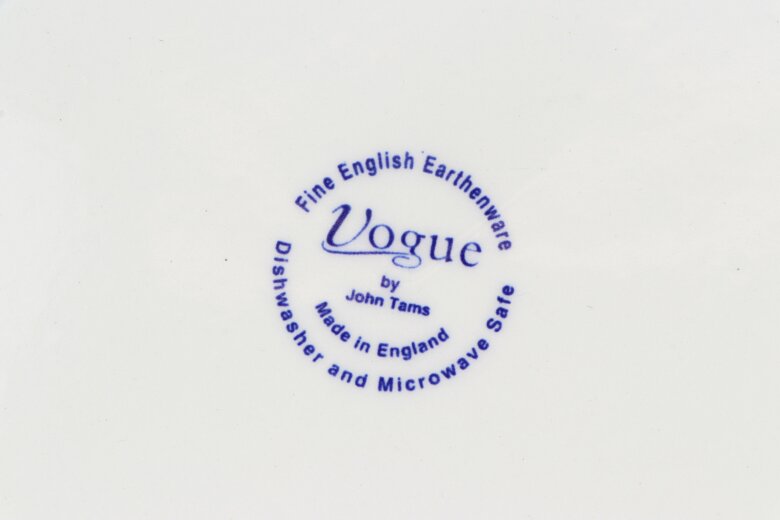 Fine English Earthenware
Vogue
by
John Tams
Made in England
Dishwasher and Microwave Safe